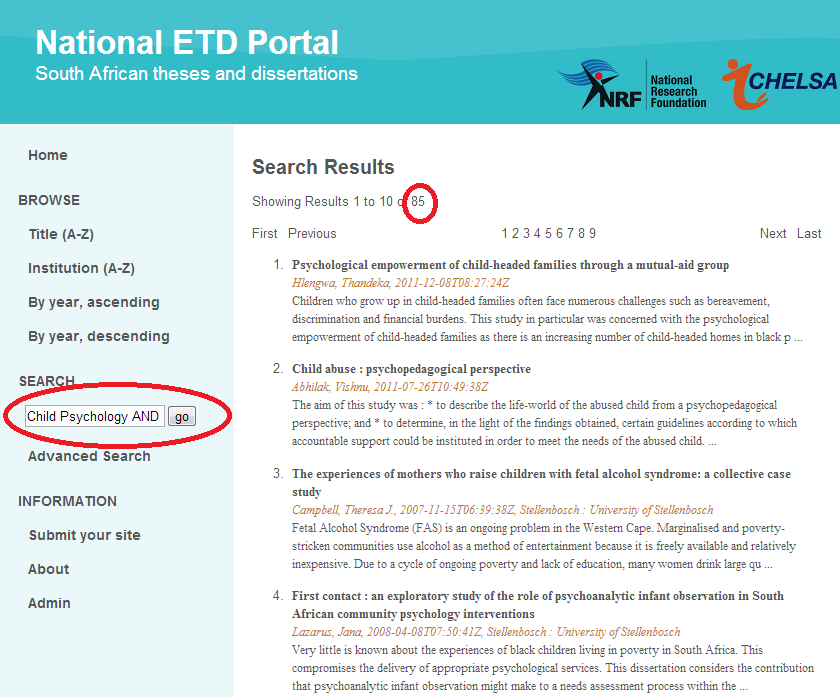 National ETD Portal
South African theses and dissertations
NRF
National
Research
Foundation
CHELSA
Home
BROWSE
Title (A-Z)
Institution (A-Z)
By year, ascending
By year, descending
SEARCH
Child Psychology AND
go
Advanced Search
INFORMATION
Submit your site
About
Admin
Search Results
Showing Results 1 to 10 o 85
First Previous 1 2 3 4 5 6 7 8 9 Next Last
1. Psychological empowerment of child-headed families through a mutual-aid group
Hlengwa, Thandeka, 2011-12-08T08:27:24Z
Children who grow up in child-headed families often face numerous challenges such as bereavement,
discrimination and financial burdens. This study in particular was concerned with the psychological
empowerment of child-headed families as there is an increasing number of child-headed homes in black p ...
2. Child abuse : psychopedagogical perspective
Abhilak, Vishnu, 2011-07-26T10:49:38Z
The aim of this study was : * to describe the life-world of the abused child from a psychopedagogical
perspective; and * to determine, in the light of the findings obtained, certain guidelines according to which
accountable support could be instituted in order to meet the needs of the abused child. ...
3. The experiences of mothers who raise children with fetal alcohol syndrome: a collective case
study
Campbell, Theresa J., 2007-11-15T06:39:38Z, Stellenbosch : University of Stellenbosch
Fetal Alcohol Syndrome (FAS) is an ongoing problem in the Western Cape. Marginalised and poverty-
stricken communities use alcohol as a method of entertainment because it is freely available and relatively
inexpensive. Due to a cycle of ongoing poverty and lack of education, many women drink large qu ...
4. First contact : an exploratory study of the role of psychoanalytic infant observation in South
African community psychology interventions
Lazarus, Jana, 2008-04-08T07:50:41Z, Stellenbosch : University of Stellenbosch
Very little is known about the experiences of black children living in poverty in South Africa. This
compromises the delivery of appropriate psychological services. This dissertation considers the contribution
that psychoanalytic infant observation might make to a needs assessment process within the ...